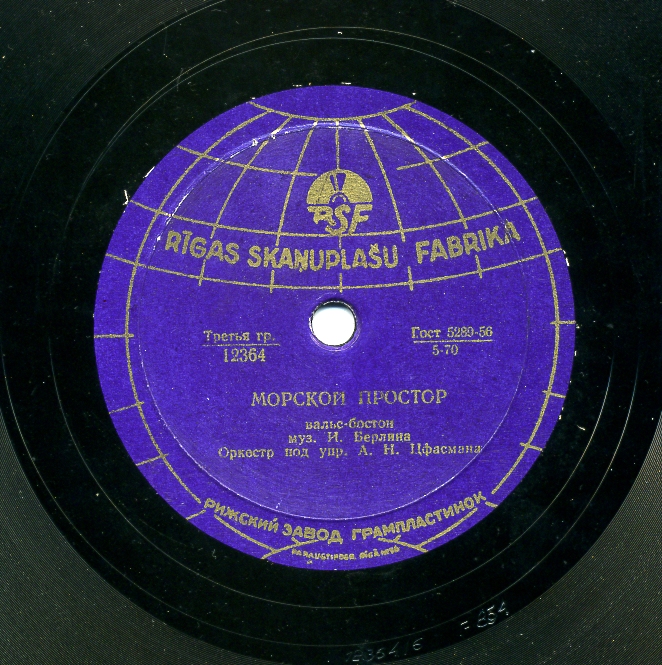 RSF
RĪGAS SKAŅUPLAŠU FABRIKA
Третья гр.
12364
Гост 5289-56
5-70
МОРСКОЙ ПРОСТОР
вальс-бостон
муз. И. Берлина
Оркестр под упр. А. Н. Цфасмана
РИЖСКИЙ ЗАВОД ГРАМПЛАСТИНОК